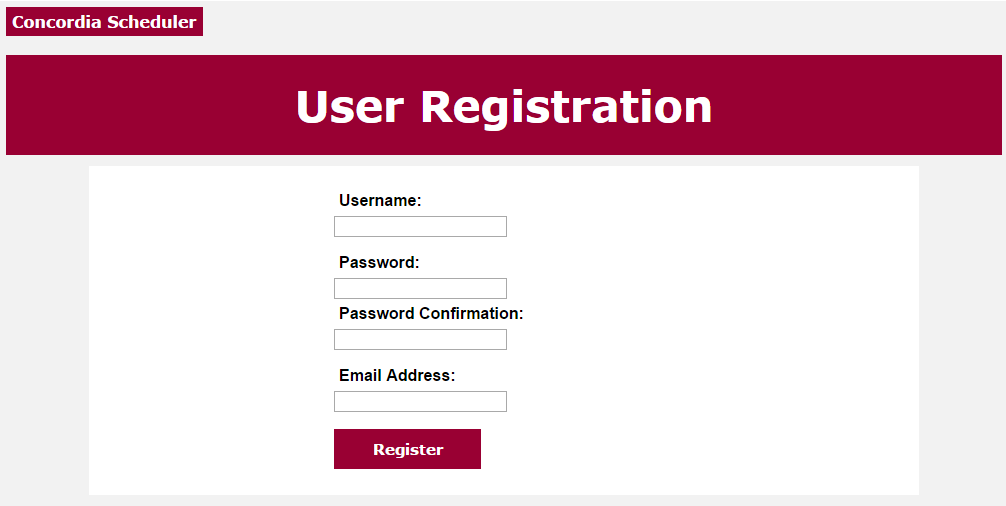 Concordia Scheduler
User Registration
Username:
Password:
Password Confirmation:
Email Address:
Register